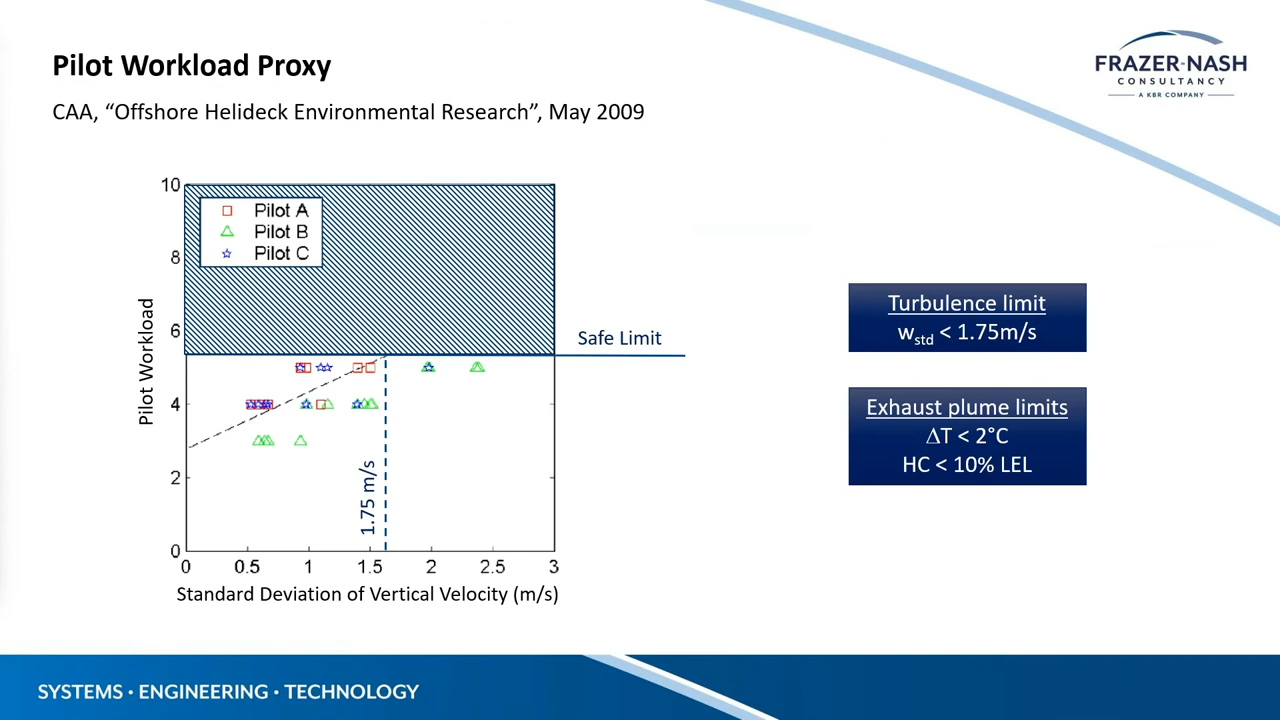 Pilot Workload Proxy
CAA, “Offshore Helideck Environmental Research”, May 2009
FRAZER-NASH
CONSULTANCY
A KBR COMPANY
10
8
6
4
2
0
Pilot Workload
Pilot A
Pilot B
Pilot C
Safe Limit
1.75 m/s
0 0.5 1 1.5 2 2.5 3
Standard Deviation of Vertical Velocity (m/s)
Turbulence limit
wstd < 1.75m/s
Exhaust plume limits
ΔT < 2°C
HC < 10% LEL
SYSTEMS · ENGINEERING · TECHNOLOGY